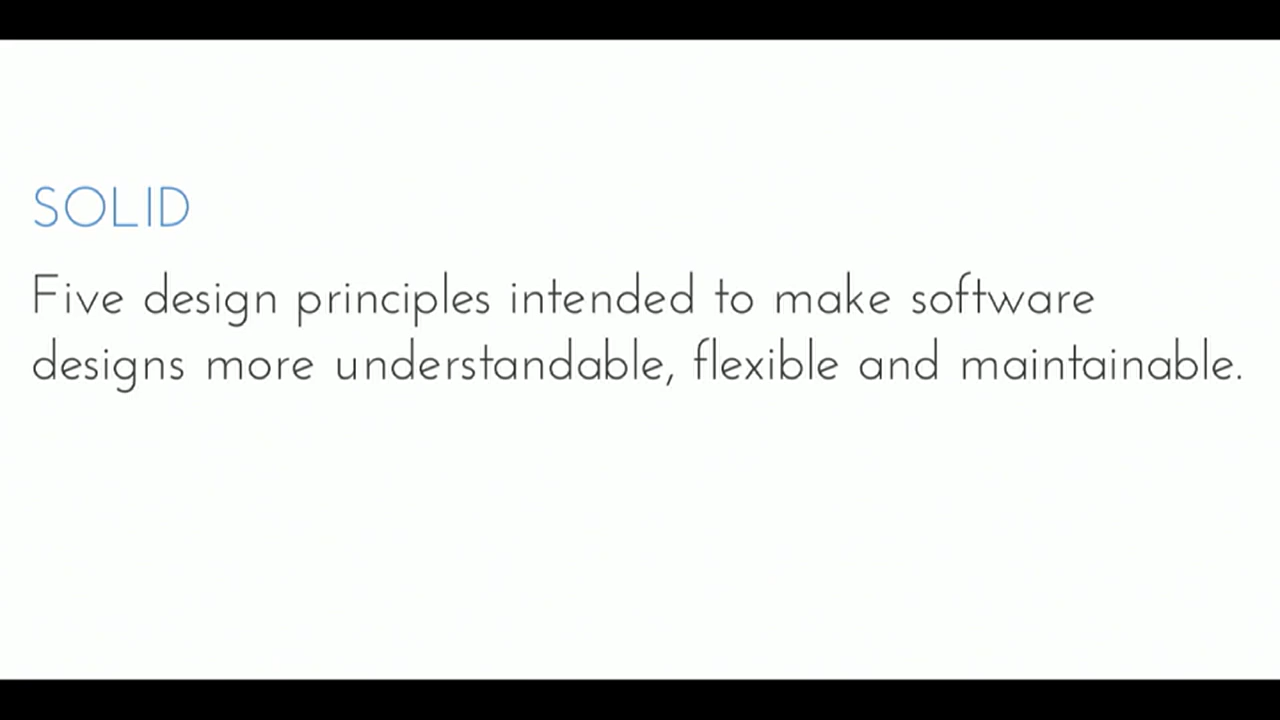 SOLID
Five design principles intended to make software
designs more understandable, flexible and maintainable.